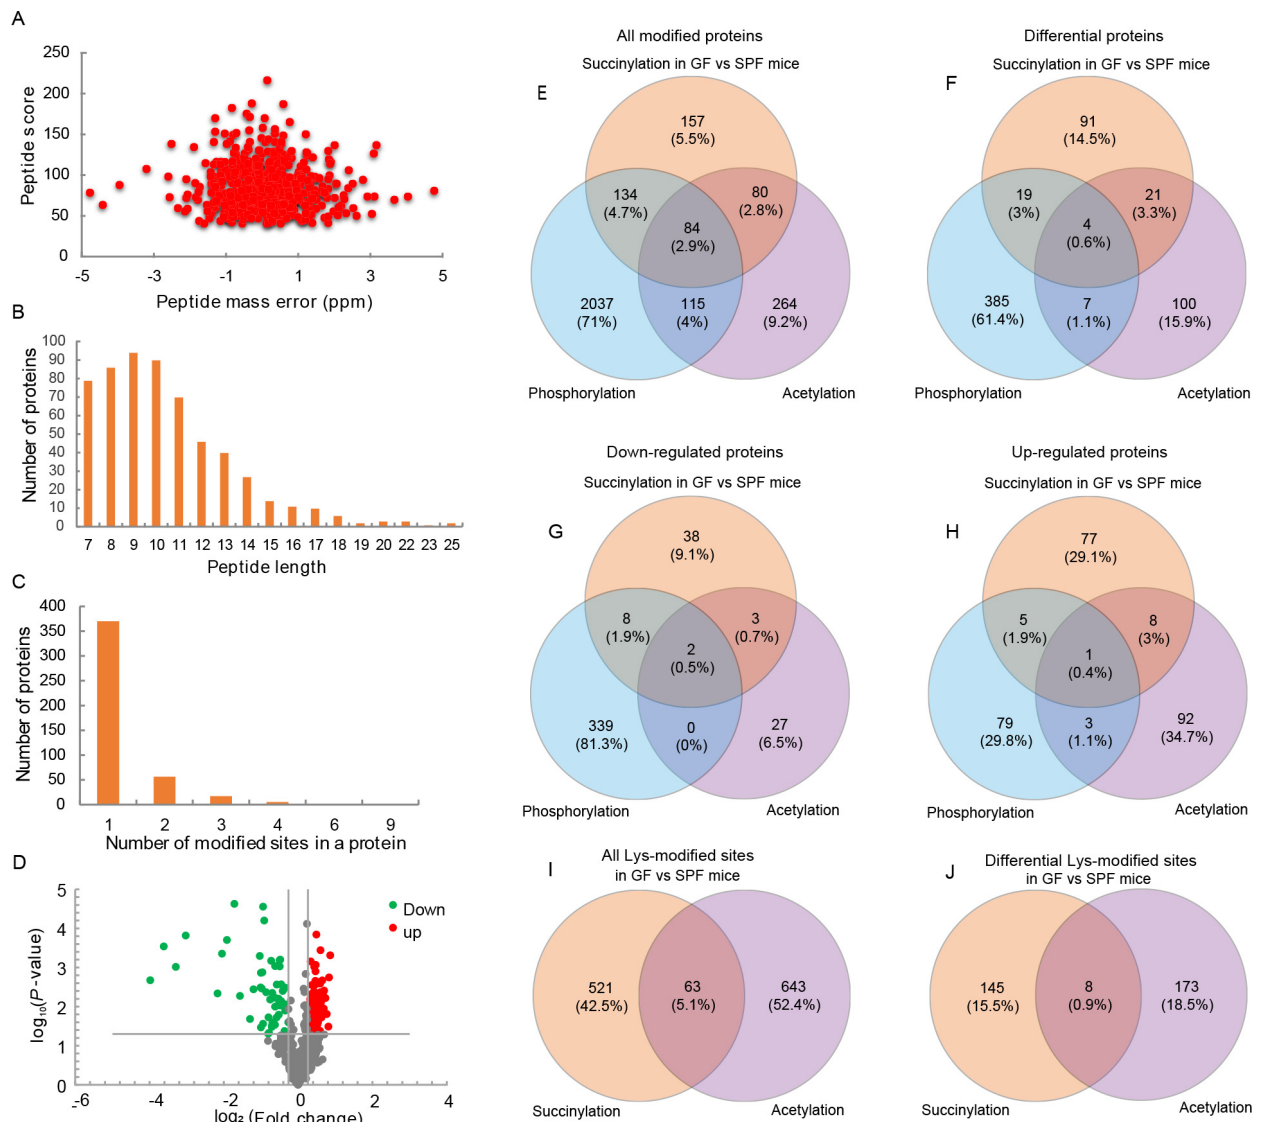 A
250
200
150
100
50
0
Peptide score
-5
-3
-1
1
3
5
Peptide mass error (ppm)
B
100
90
80
70
60
50
40
30
20
10
0
Number of proteins
7 8 9 10 11 12 13 14 15 16 17 18 19 20 22 23 25
Peptide length
C
400
350
300
250
200
150
100
50
0
Number of proteins
1 2 3 4 6 9
Number of modified sites in a protein
D
5
4
3
2
1
0
log₁₀(P-value)
Down
up
-6 -4 -2 0 2 4
log₂ (Fold change)
All modified proteins
Succinylation in GF vs SPF mice
E
157
(5.5%)
134
(4.7%)
80
(2.8%)
84
(2.9%)
2037
(71%)
115
(4%)
264
(9.2%)
Phosphorylation
Acetylation
Differential proteins
Succinylation in GF vs SPF mice
F
91
(14.5%)
19
(3%)
21
(3.3%)
4
(0.6%)
385
(61.4%)
7
(1.1%)
100
(15.9%)
Phosphorylation
Acetylation
Down-regulated proteins
Succinylation in GF vs SPF mice
G
38
(9.1%)
8
(1.9%)
3
(0.7%)
2
(0.5%)
339
(81.3%)
0
(0%)
27
(6.5%)
Phosphorylation
Acetylation
Up-regulated proteins
Succinylation in GF vs SPF mice
H
77
(29.1%)
5
(1.9%)
8
(3%)
1
(0.4%)
79
(29.8%)
3
(1.1%)
92
(34.7%)
Phosphorylation
Acetylation
All Lys-modified sites
in GF vs SPF mice
I
521
(42.5%)
63
(5.1%)
643
(52.4%)
Succinylation
Acetylation
Differential Lys-modified sites
in GF vs SPF mice
J
145
(15.5%)
8
(0.9%)
173
(18.5%)
Succinylation
Acetylation